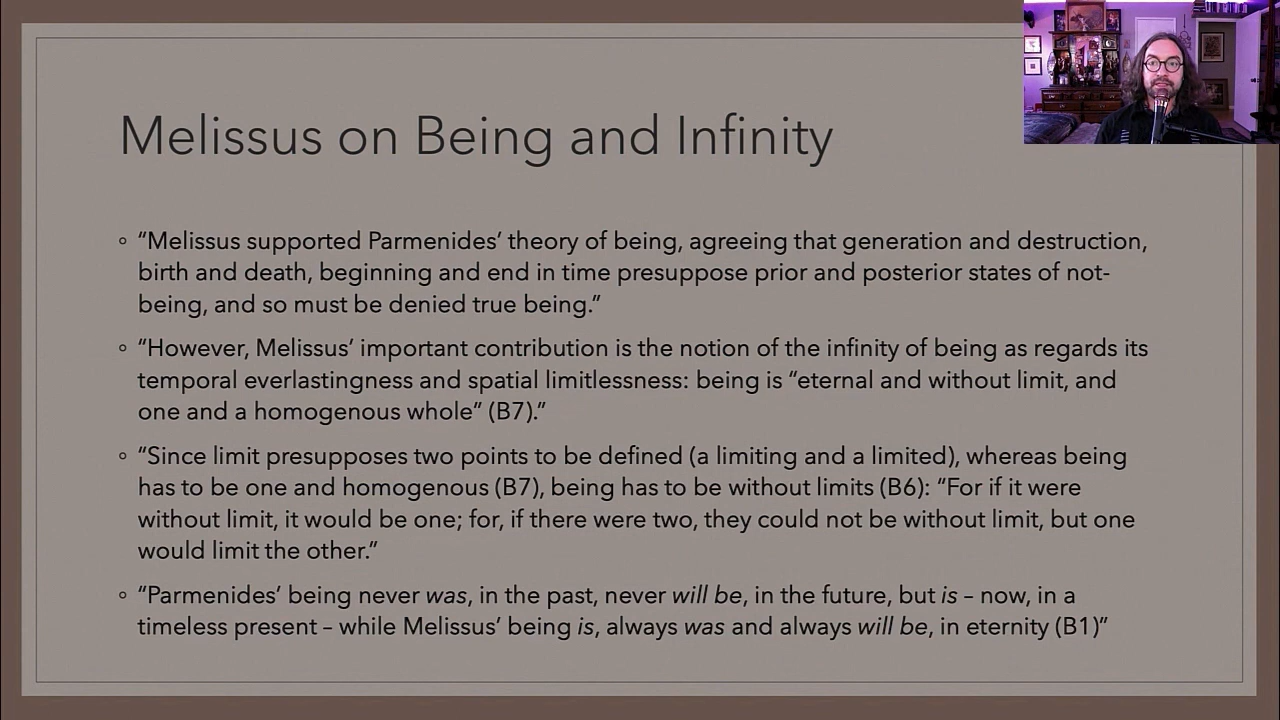 Melissus on Being and Infinity
“Melissus supported Parmenides’ theory of being, agreeing that generation and destruction,
birth and death, beginning and end in time presuppose prior and posterior states of not-
being, and so must be denied true being.”
“However, Melissus’ important contribution is the notion of the infinity of being as regards its
temporal everlastingness and spatial limitlessness: being is “eternal and without limit, and
one and a homogenous whole” (B7).”
“Since limit presupposes two points to be defined (a limiting and a limited), whereas being
has to be one and homogenous (B7), being has to be without limits (B6): “For if it were
without limit, it would be one; for, if there were two, they could not be without limit, but one
would limit the other.”
“Parmenides’ being never was, in the past, never will be, in the future, but is – now, in a
timeless present – while Melissus’ being is, always was and always will be, in eternity (B1)”